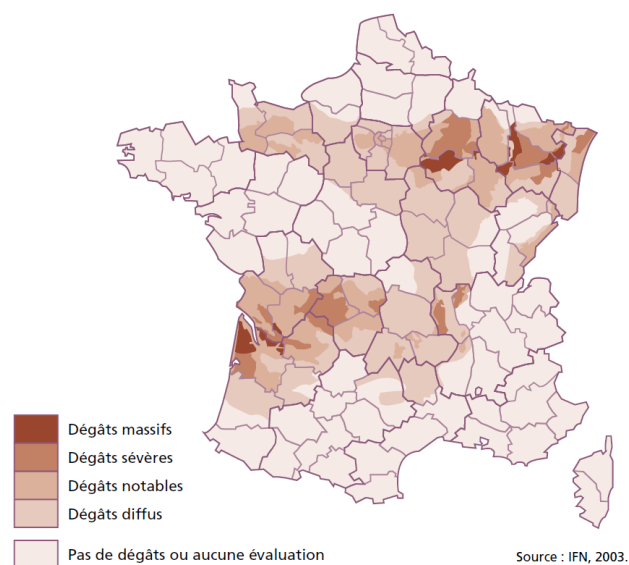 Dégâts massifs
Dégâts sévères
Dégâts notables
Dégâts diffus
Pas de dégâts ou aucune évaluation
Source : IFN, 2003.